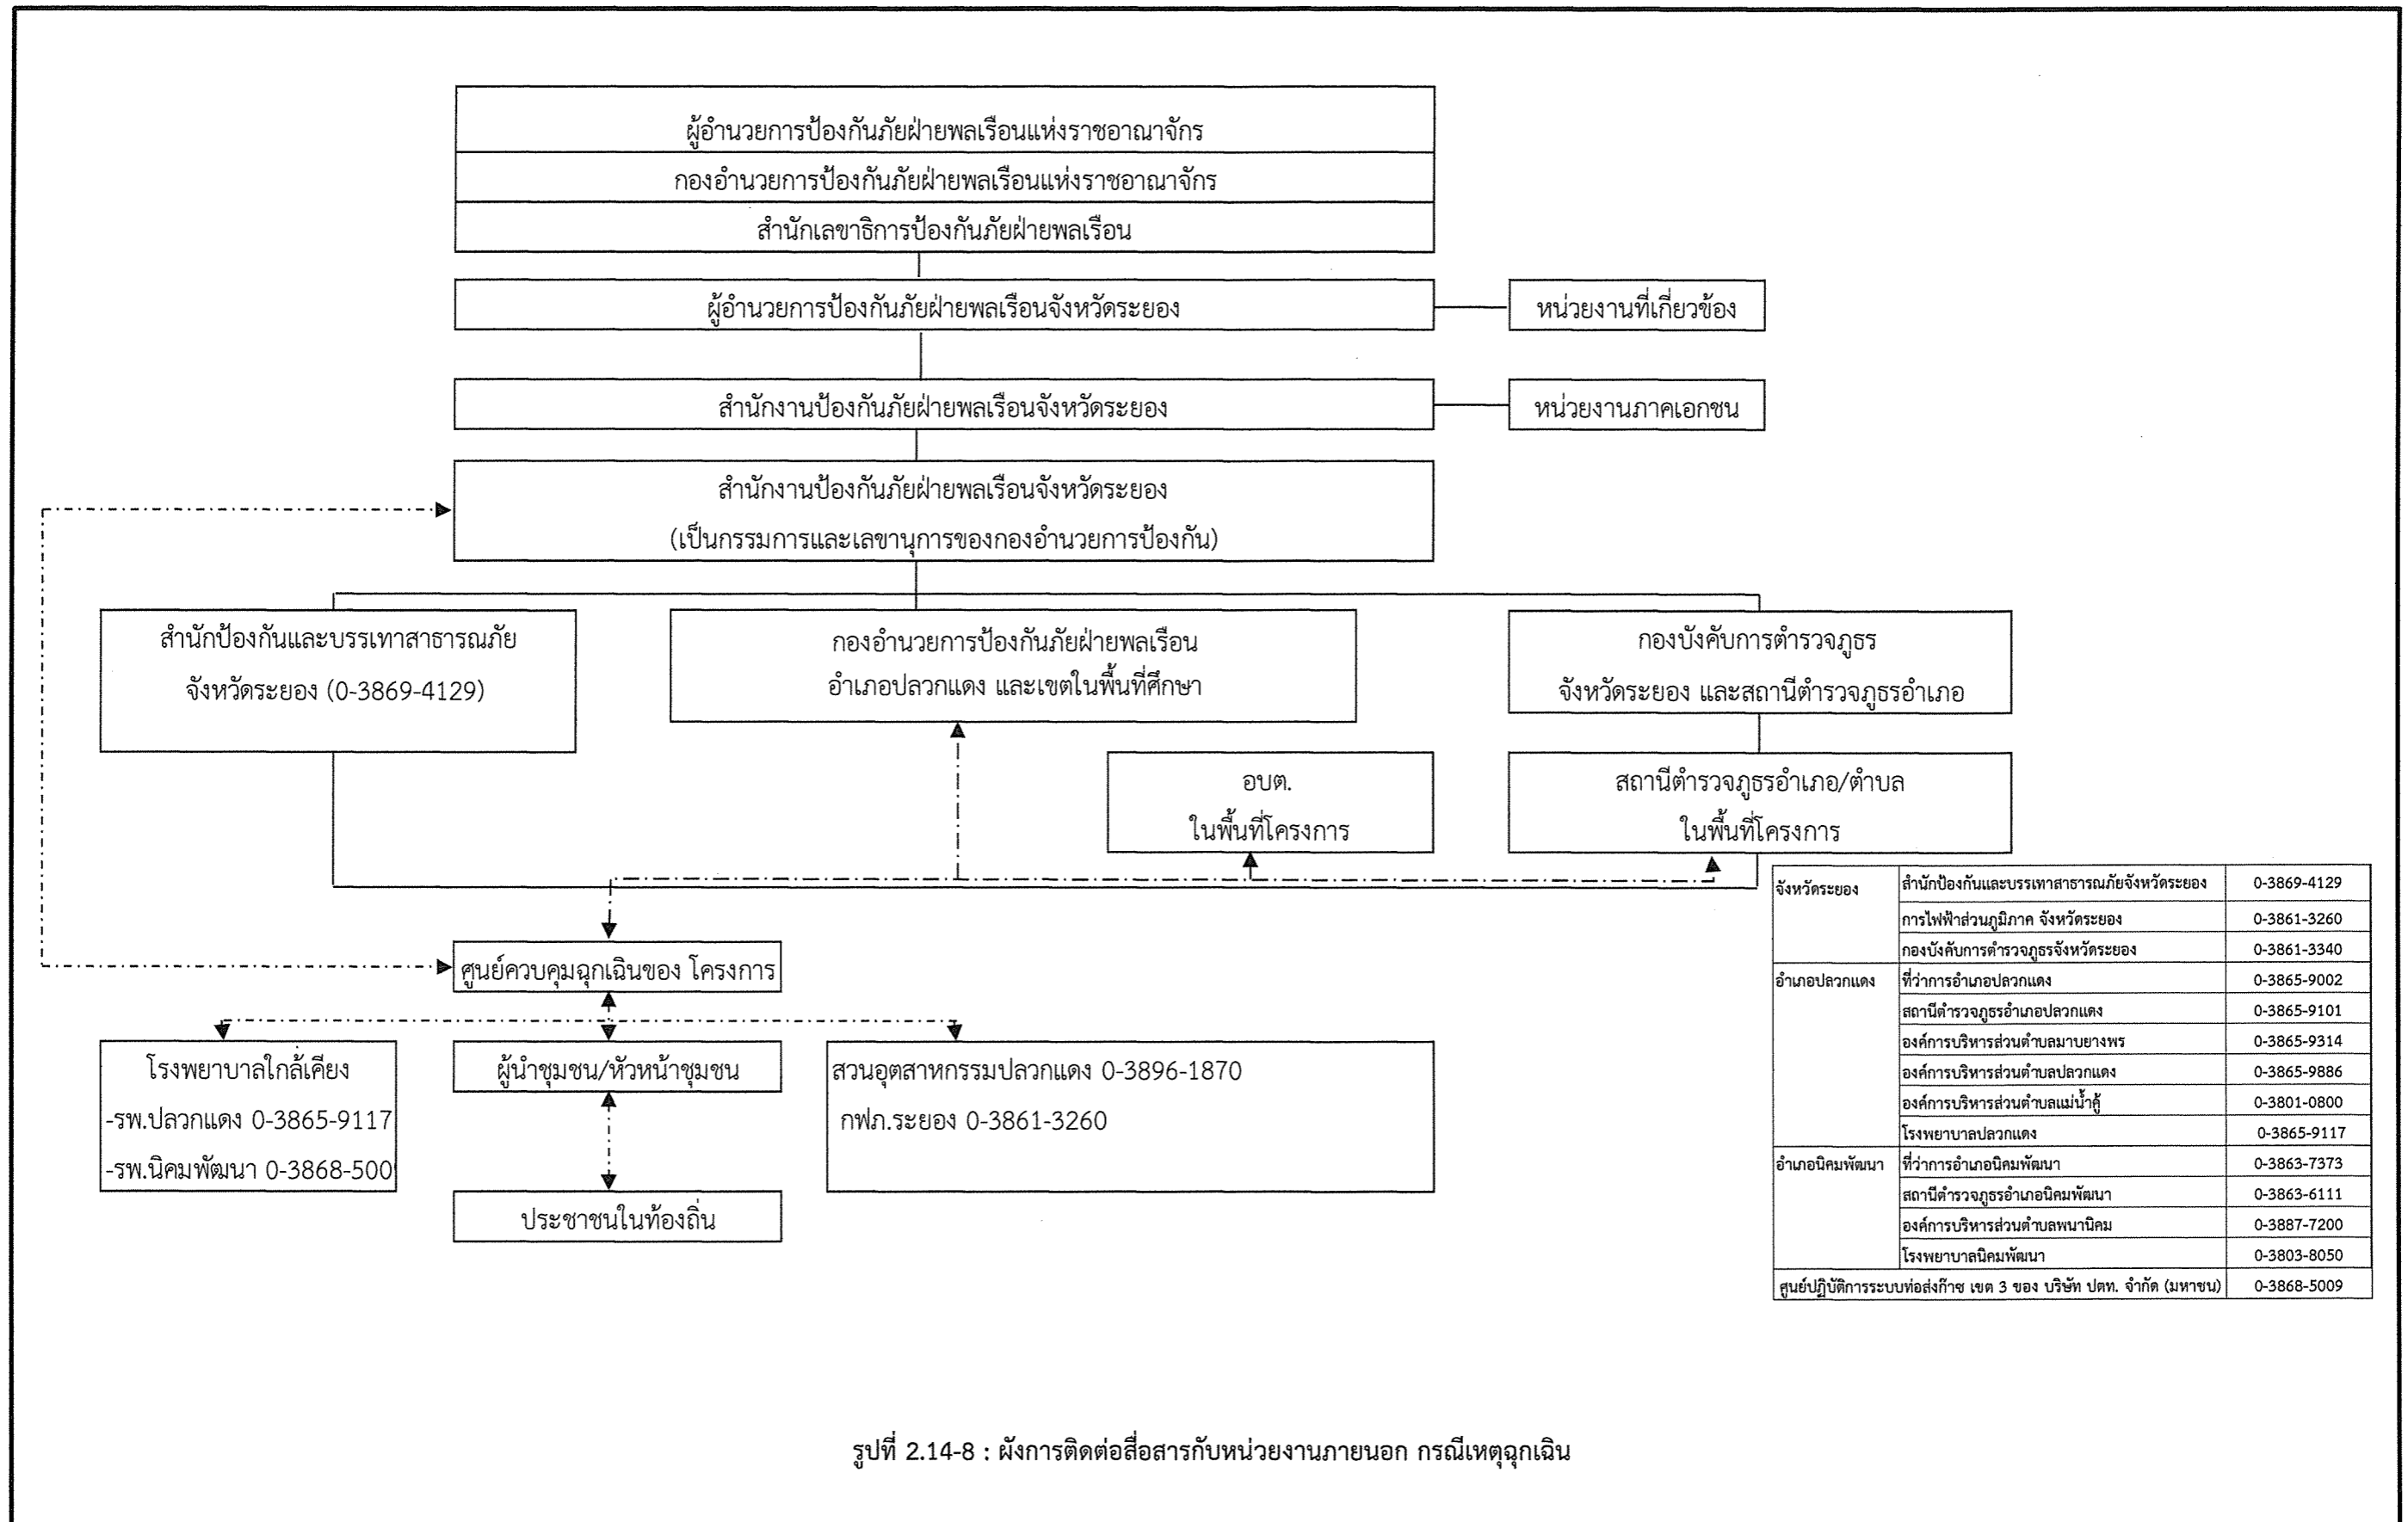 ผู้อำนวยการป้องกันภัยฝ่ายพลเรือนแห่งราชอาณาจักร
กองอำนวยการป้องกันภัยฝ่ายพลเรือนแห่งราชอาณาจักร
สำนักเลขาธิการป้องกันภัยฝ่ายพลเรือน
ผู้อำนวยการป้องกันภัยฝ่ายพลเรือนจังหวัดระยอง
หน่วยงานที่เกี่ยวข้อง
สำนักงานป้องกันภัยฝ่ายพลเรือนจังหวัดระยอง
หน่วยงานภาคเอกชน
สำนักงานป้องกันภัยฝ่ายพลเรือนจังหวัดระยอง
(เป็นกรรมการและเลขานุการของกองอำนวยการป้องกัน)
สำนักป้องกันและบรรเทาสาธารณภัย
จังหวัดระยอง (0-3869-4129)
กองอำนวยการป้องกันภัยฝ่ายพลเรือน
อำเภอปลวกแดง และเขตในพื้นที่ศึกษา
กองบังคับการตำรวจภูธร
จังหวัดระยอง และสถานีตำรวจภูธรอำเภอ
อบต.
ในพื้นที่โครงการ
สถานีตำรวจภูธรอำเภอ/ตำบล
ในพื้นที่โครงการ
ศูนย์ควบคุมฉุกเฉินของ โครงการ
โรงพยาบาลใกล้เคียง
-รพ.ปลวกแดง 0-3865-9117
-รพ.นิคมพัฒนา 0-3868-500
ผู้นำชุมชน/หัวหน้าชุมชน
สวนอุตสาหกรรมปลวกแดง 0-3896-1870
กฟภ.ระยอง 0-3861-3260
ประชาชนในท้องถิ่น
จังหวัดระยอง สำนักป้องกันและบรรเทาสาธารณภัยจังหวัดระยอง 0-3869-4129
การไฟฟ้าส่วนภูมิภาค จังหวัดระยอง 0-3861-3260
กองบังคับการตำรวจภูธรจังหวัดระยอง 0-3861-3340
อำเภอปลวกแดง ที่ว่าการอำเภอปลวกแดง 0-3865-9002
สถานีตำรวจภูธรอำเภอปลวกแดง 0-3865-9101
องค์การบริหารส่วนตำบลมาบยางพร 0-3865-9314
องค์การบริหารส่วนตำบลปลวกแดง 0-3865-9886
องค์การบริหารส่วนตำบลแม่น้ำคู้ 0-3801-0800
โรงพยาบาลปลวกแดง 0-3865-9117
อำเภอนิคมพัฒนา ที่ว่าการอำเภอนิคมพัฒนา 0-3863-7373
สถานีตำรวจภูธรอำเภอนิคมพัฒนา 0-3863-6111
องค์การบริหารส่วนตำบลพนานิคม 0-3887-7200
โรงพยาบาลนิคมพัฒนา 0-3803-8050
ศูนย์ปฏิบัติการระบบท่อส่งก๊าซ เขต 3 ของ บริษัท ปตท. จำกัด (มหาชน) 0-3868-5009
รูปที่ 2.14-8 : ผังการติดต่อสื่อสารกับหน่วยงานภายนอก กรณีเหตุฉุกเฉิน